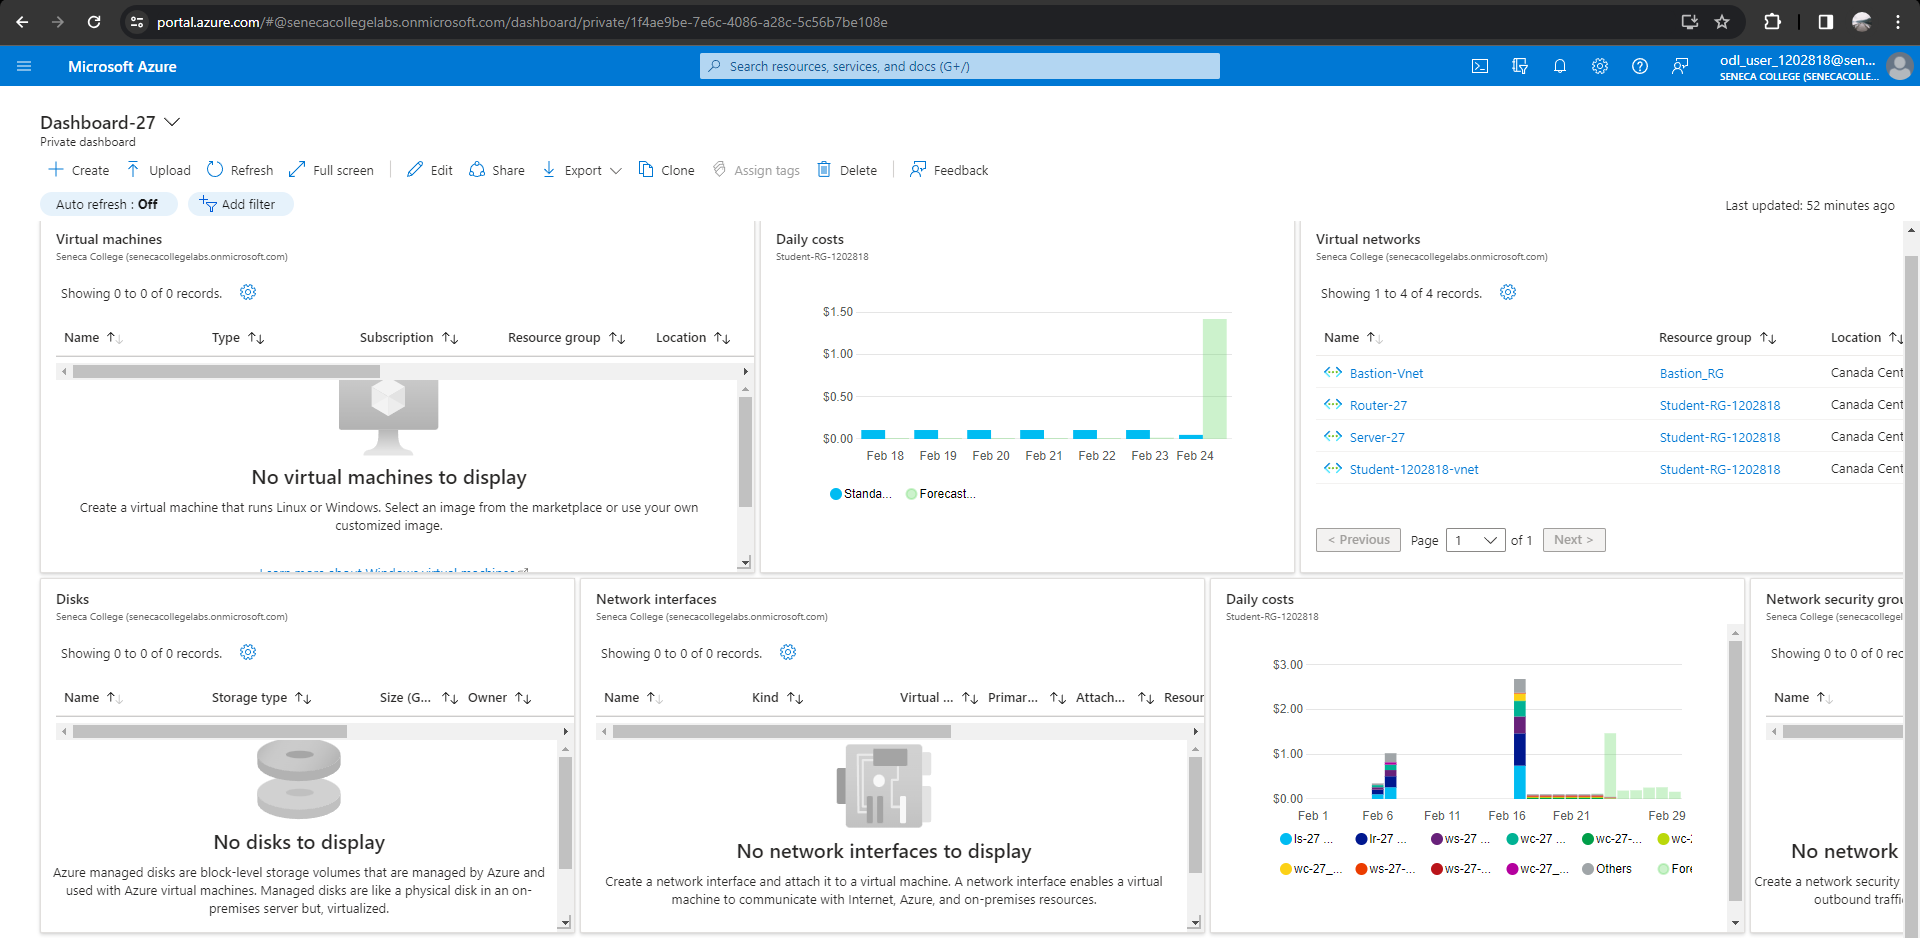 portal.azure.com/#@senecacollegelabs.onmicrosoft.com/dashboard/private/1f4ae9be-7e6c-4086-a28c-5c56b7be108e
Microsoft Azure
Search resources, services, and docs (G+/)
odl_user_1202818@sen...
SENECA COLLEGE (SENECACOLLE...
Dashboard-27
Private dashboard
Create Upload Refresh Full screen Edit Share Export Clone Assign tags Delete Feedback
Auto refresh : Off Add filter
Last updated: 52 minutes ago
Virtual machines
Seneca College (senecacollegelabs.onmicrosoft.com)
Showing 0 to 0 of 0 records.
Name Type Subscription Resource group Location
No virtual machines to display
Create a virtual machine that runs Linux or Windows. Select an image from the marketplace or use your own
customized image.
Learn more about Windows virtual machines
Daily costs
Student-RG-1202818
$1.50
$1.00
$0.50
$0.00
Feb 18 Feb 19 Feb 20 Feb 21 Feb 22 Feb 23 Feb 24
Standa... Forecast...
Virtual networks
Seneca College (senecacollegelabs.onmicrosoft.com)
Showing 1 to 4 of 4 records.
Name Resource group Location
Bastion-Vnet Bastion_RG Canada Cent
Router-27 Student-RG-1202818 Canada Cent
Server-27 Student-RG-1202818 Canada Cent
Student-1202818-vnet Student-RG-1202818 Canada Cent
< Previous Page 1 of 1 Next >
Disks
Seneca College (senecacollegelabs.onmicrosoft.com)
Showing 0 to 0 of 0 records.
Name Storage type Size (G... Owner
No disks to display
Azure managed disks are block-level storage volumes that are managed by Azure and
used with Azure virtual machines. Managed disks are like a physical disk in an on-
premises server but, virtualized.
Network interfaces
Seneca College (senecacollegelabs.onmicrosoft.com)
Showing 0 to 0 of 0 records.
Name Kind Virtual ... Primar... Attach... Resour
No network interfaces to display
Create a network interface and attach it to a virtual machine. A network interface enables a virtual
machine to communicate with Internet, Azure, and on-premises resources.
Daily costs
Student-RG-1202818
$3.00
$2.00
$1.00
$0.00
Feb 1 Feb 6 Feb 11 Feb 16 Feb 21 Feb 29
ls-27 ... lr-27 ... ws-27 ... wc-27 ... wc-27-... wc-
wc-27_... ws-27-... ws-27-... wc-27_... Others Fore
Network security grou
Seneca College (senecacollegel
Showing 0 to 0 of 0 rec
Name
No network
Create a network security
outbound traffi